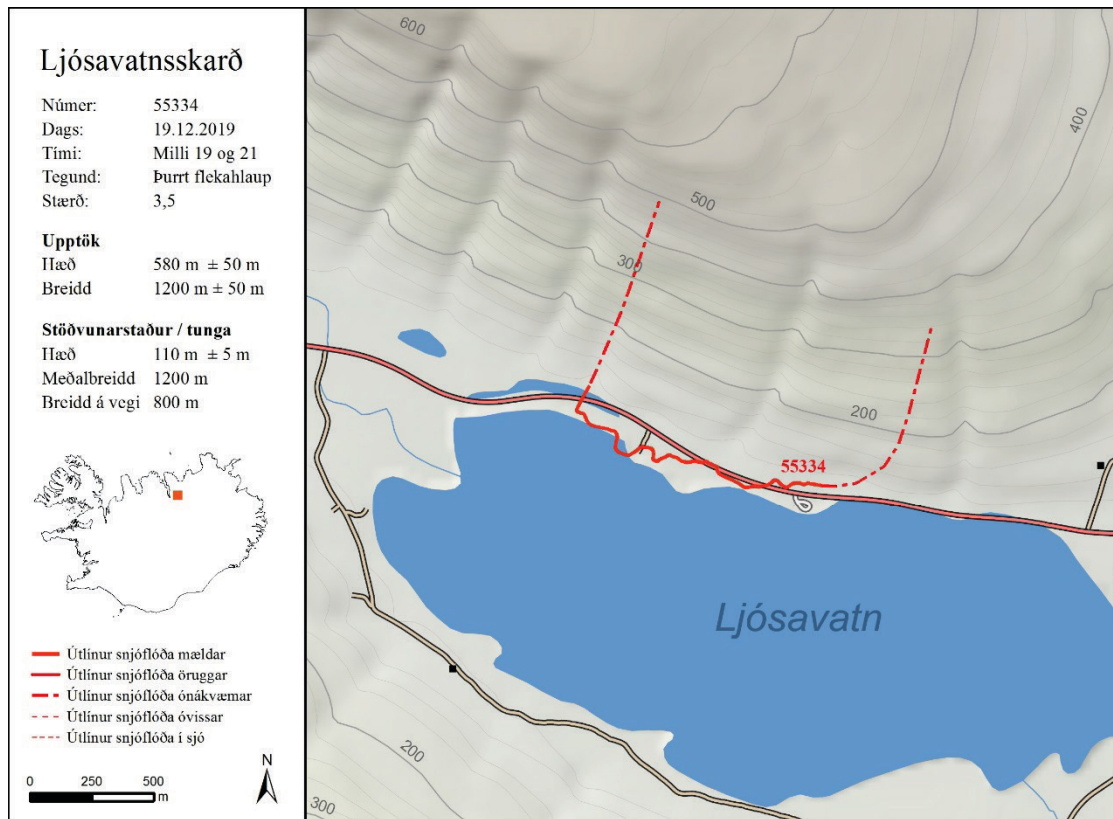 Ljósavatnsskarð
Númer: 55334
Dags: 19.12.2019
Tími: Milli 19 og 21
Tegund: Þurrt flekahlaup
Stærð: 3,5
Upptök
Hæð 580 m ± 50 m
Breidd 1200 m ± 50 m
Stöðvunarstaður / tunga
Hæð 110 m ± 5 m
Meðalbreidd 1200 m
Breidd á vegi 800 m
Útlínur snjóflóða mældar
Útlínur snjóflóða öruggar
Útlínur snjóflóða ónákvæmar
Útlínur snjóflóða óvissar
Útlínur snjóflóða í sjó
0 250 500
m
N
600
400
500
300
200
55334
Ljósavatn
200
300